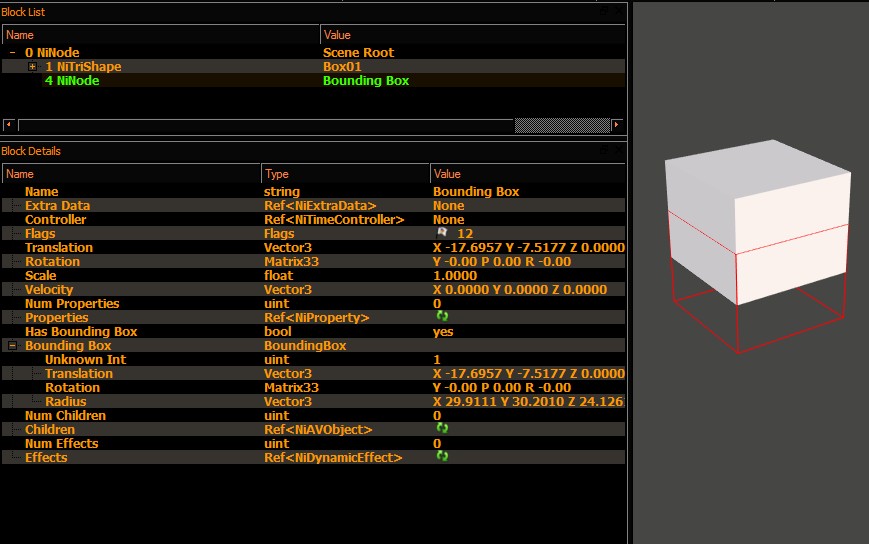 Block List
Name Value
- 0 NiNode Scene Root
1 NiTriShape Box01
4 NiNode Bounding Box
Block Details
Name Type Value
Name string Bounding Box
Extra Data Ref<NiExtraData> None
Controller Ref<NiTimeController> None
Flags Flags 12
Translation Vector3 X -17.6957 Y -7.5177 Z 0.0000
Rotation Matrix33 Y -0.00 P 0.00 R -0.00
Scale float 1.0000
Velocity Vector3 X 0.0000 Y 0.0000 Z 0.0000
Num Properties uint 0
Properties Ref<NiProperty>
Has Bounding Box bool yes
Bounding Box BoundingBox
Unknown Int uint 1
Translation Vector3 X -17.6957 Y -7.5177 Z 0.0000
Rotation Matrix33 Y -0.00 P 0.00 R -0.00
Radius Vector3 X 29.9111 Y 30.2010 Z 24.126
Num Children uint 0
Children Ref<NiAVObject>
Num Effects uint 0
Effects Ref<NiDynamicEffect>